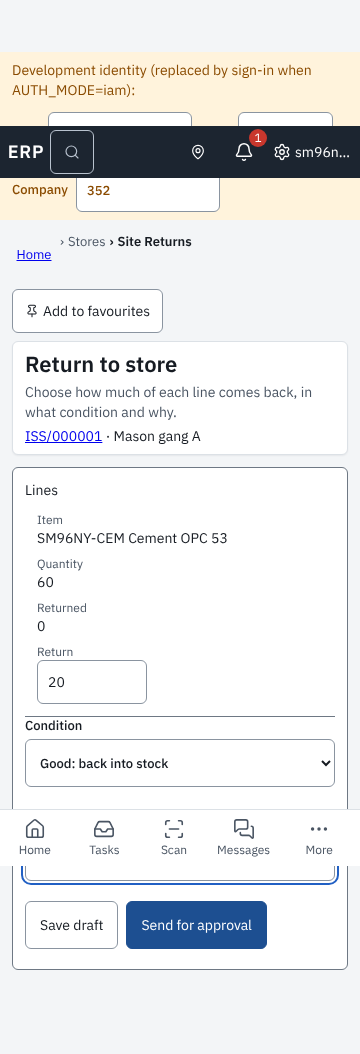 Development identity (replaced by sign-in when
AUTH_MODE=iam):
ERP
1
sm96n...
Company
352
› Stores › Site Returns
Home
Add to favourites
Return to store
Choose how much of each line comes back, in
what condition and why.
ISS/000001 · Mason gang A
Lines
Item
SM96NY-CEM Cement OPC 53
Quantity
60
Returned
0
Return
20
Condition
Good: back into stock
Home
Tasks
Scan
Messages
More
Save draft
Send for approval